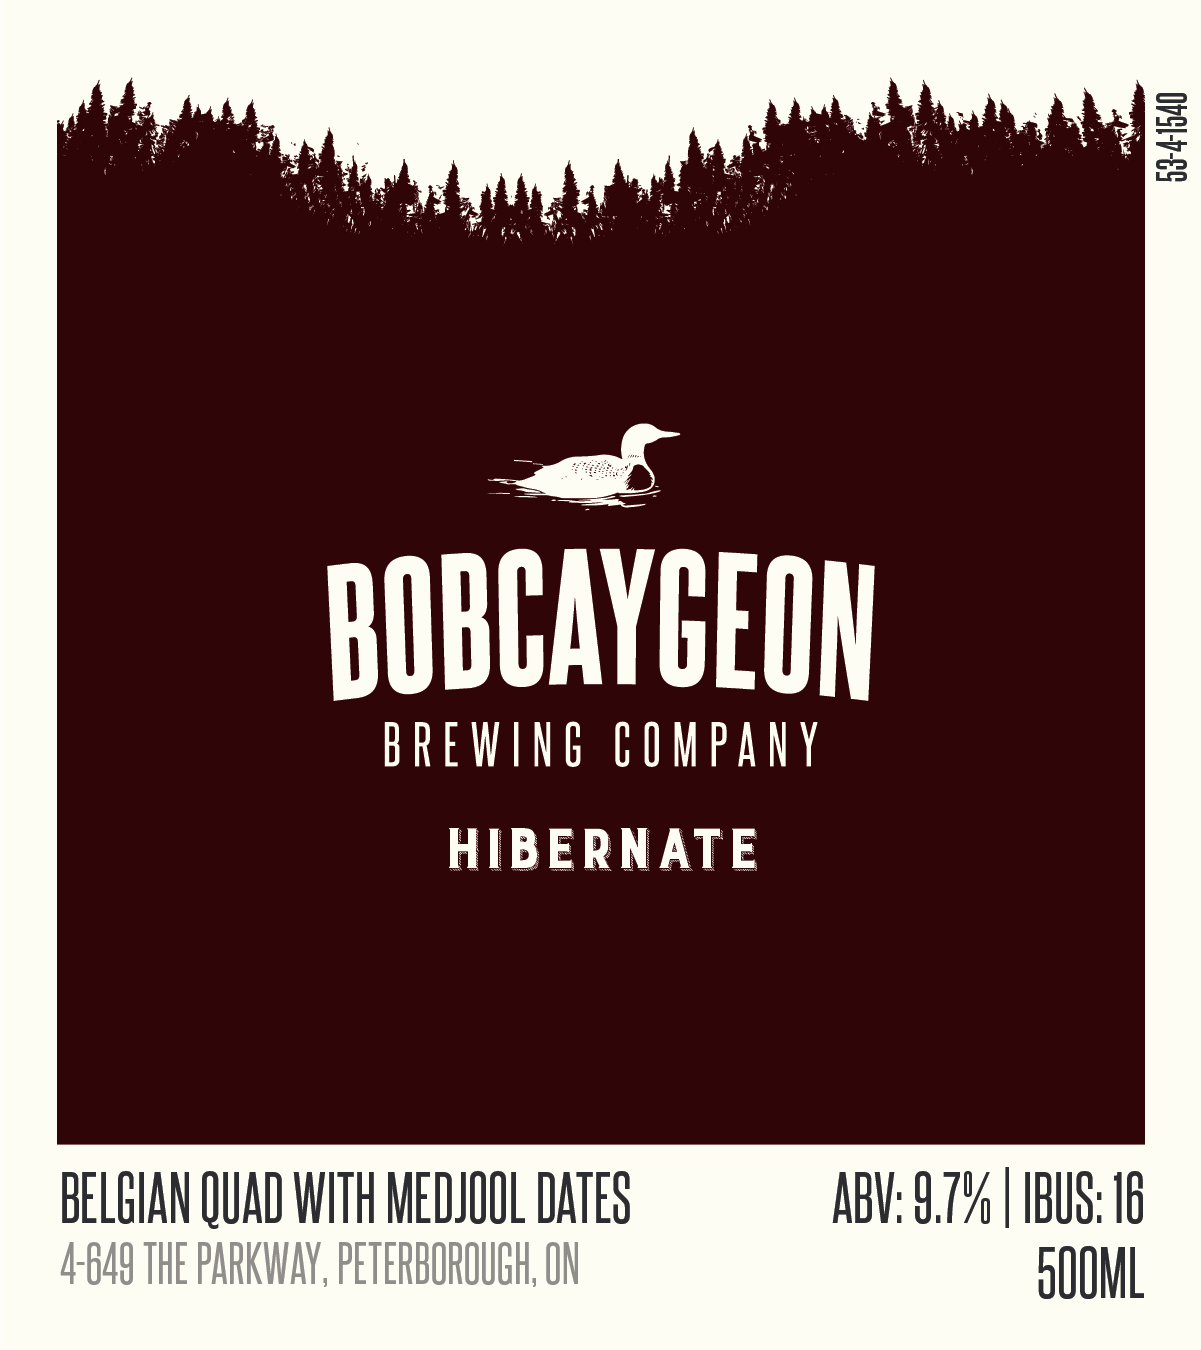 53-4-1540
BOBCAYGEON
BREWING COMPANY
HIBERNATE
BELGIAN QUAD WITH MEDJOOL DATES
4-649 THE PARKWAY, PETERBOROUGH, ON
ABV: 9.7% | IBUS: 16
500ML